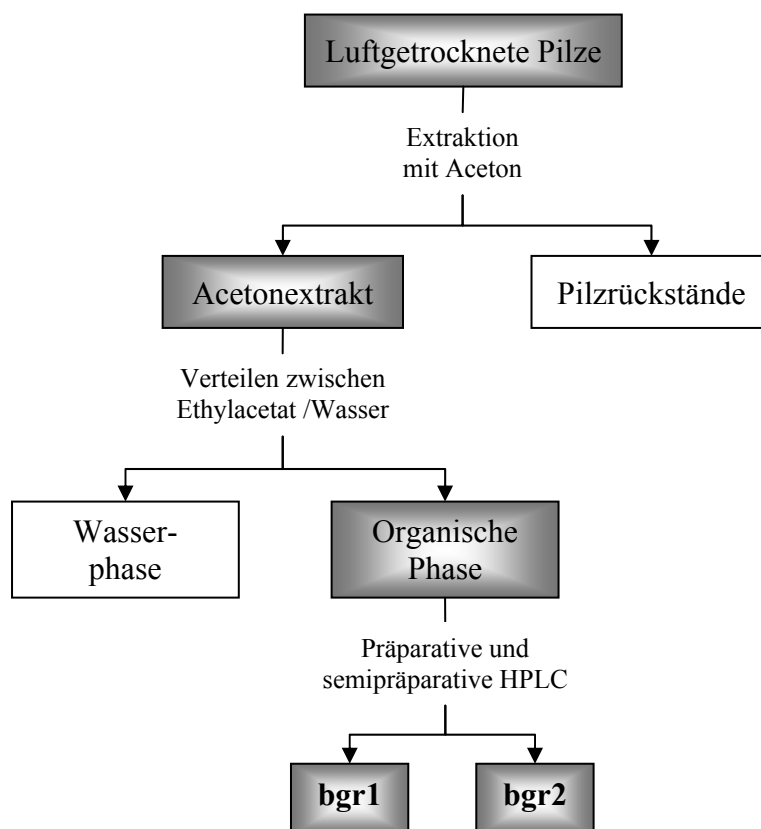 Luftgetrocknete Pilze
Extraktion
mit Aceton
Acetonextrakt
Pilzrückstände
Verteilen zwischen
Ethylacetat /Wasser
Wasser-
phase
Organische
Phase
Präparative und
semipräparative HPLC
bgr1
bgr2